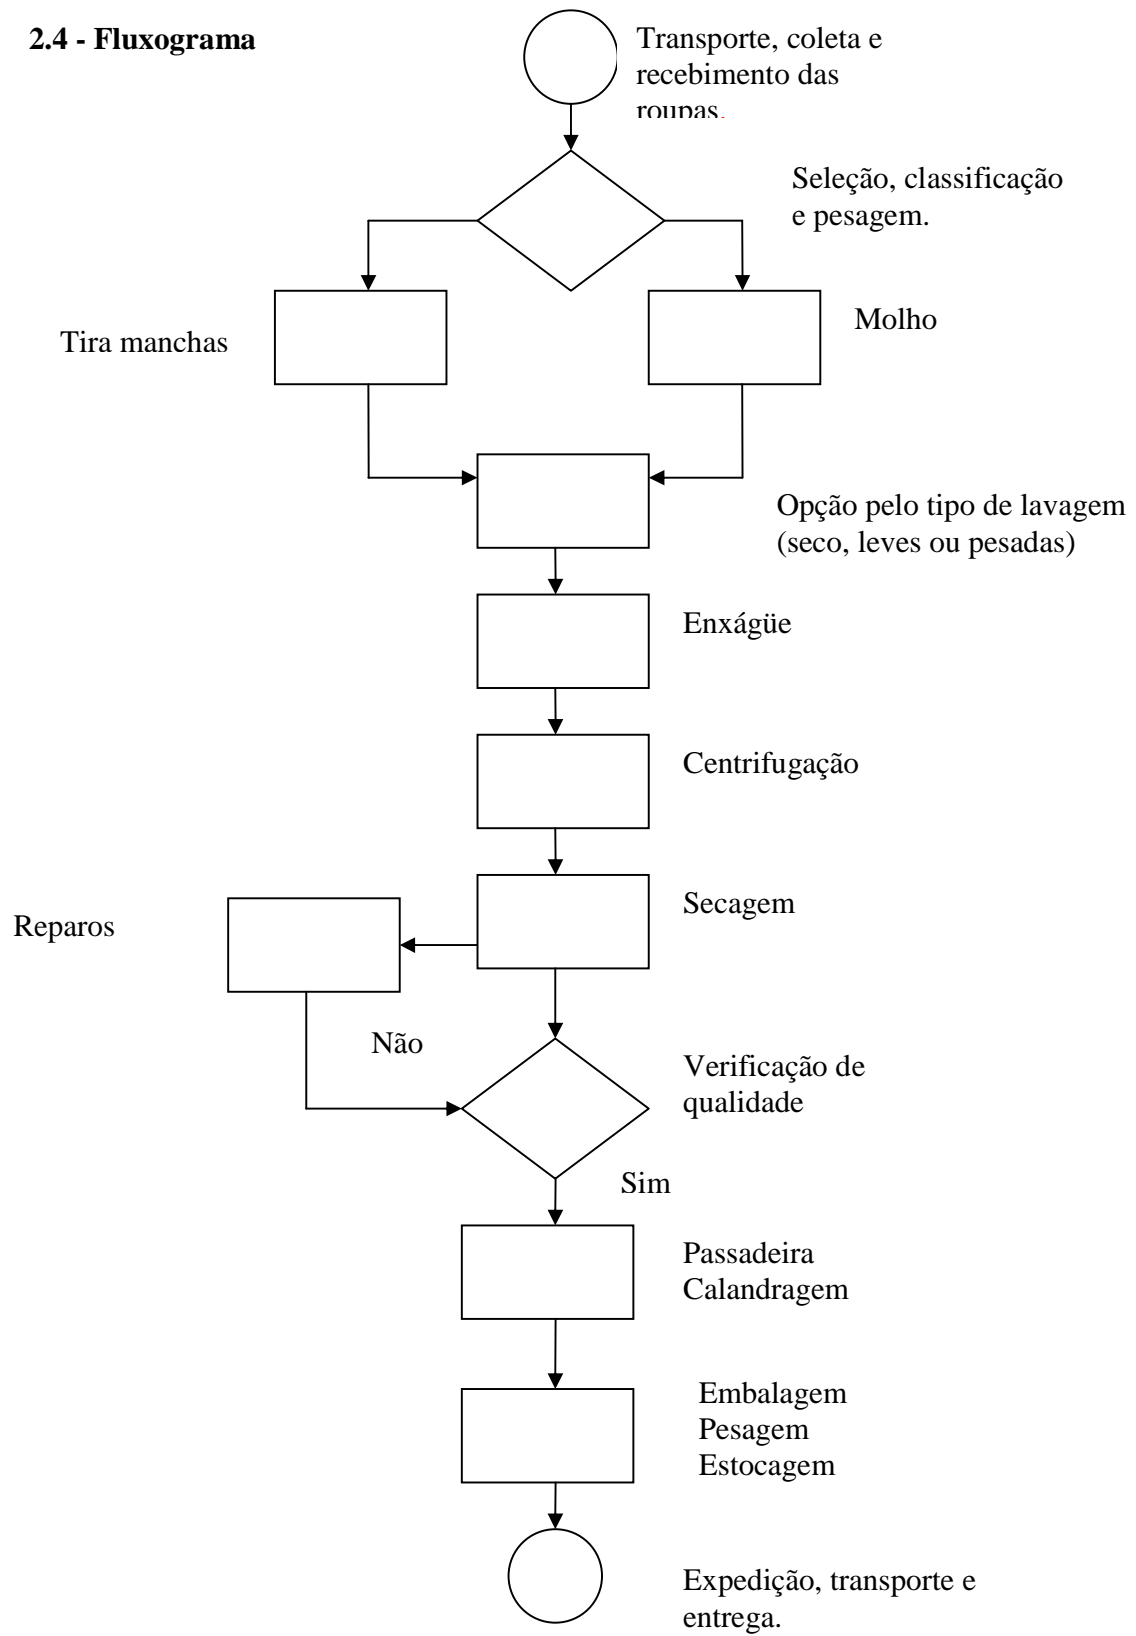 2.4 - Fluxograma
Transporte, coleta e
recebimento das
roupas.
Seleção, classificação
e pesagem.
Tira manchas
Molho
Opção pelo tipo de lavagem
(seco, leves ou pesadas)
Enxágüe
Centrifugação
Secagem
Reparos
Não
Verificação de
qualidade
Sim
Passadeira
Calandragem
Embalagem
Pesagem
Estocagem
Expedição, transporte e
entrega.